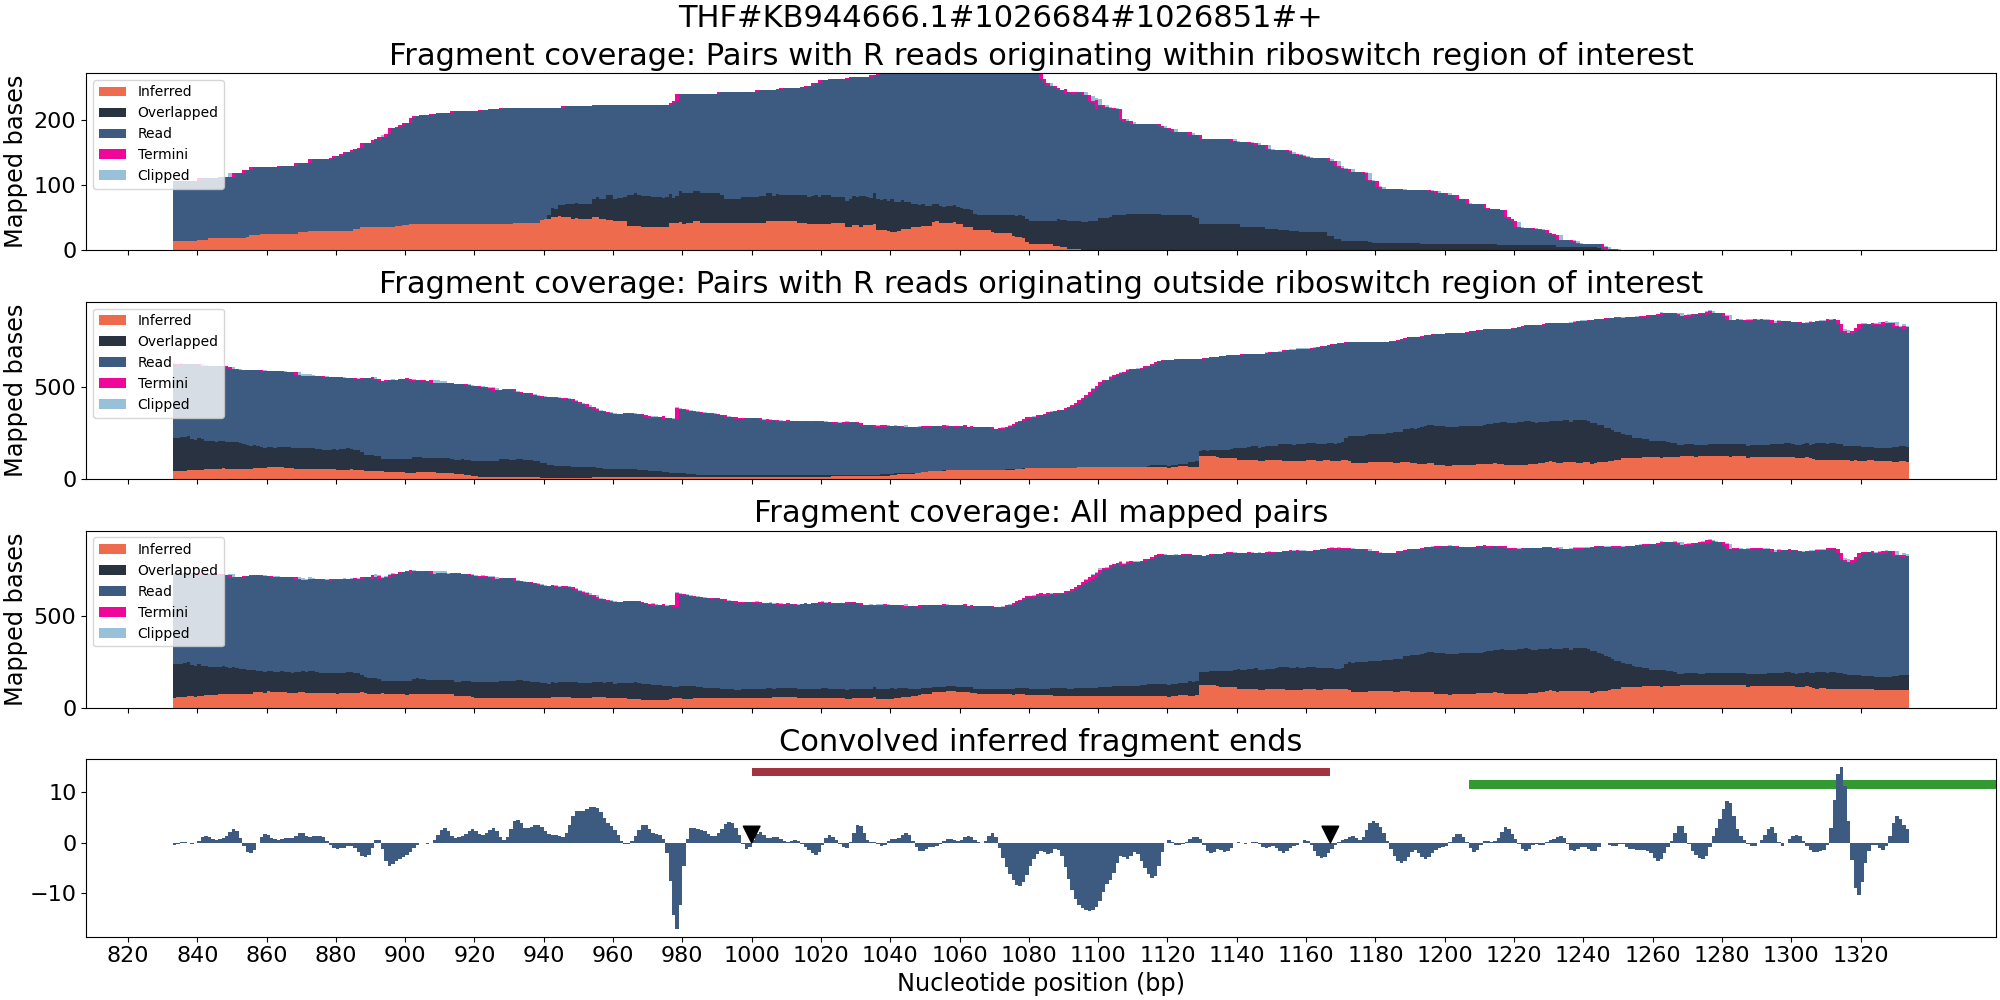 THF#KB944666.1#1026684#1026851#+
Fragment coverage: Pairs with R reads originating within riboswitch region of interest
Mapped bases
200
100
0
Inferred
Overlapped
Read
Termini
Clipped
Fragment coverage: Pairs with R reads originating outside riboswitch region of interest
Mapped bases
500
0
Inferred
Overlapped
Read
Termini
Clipped
Fragment coverage: All mapped pairs
Mapped bases
500
0
Inferred
Overlapped
Read
Termini
Clipped
Convolved inferred fragment ends
10
0
−10
820 840 860 880 900 920 940 960 980 1000 1020 1040 1060 1080 1100 1120 1140 1160 1180 1200 1220 1240 1260 1280 1300 1320
Nucleotide position (bp)